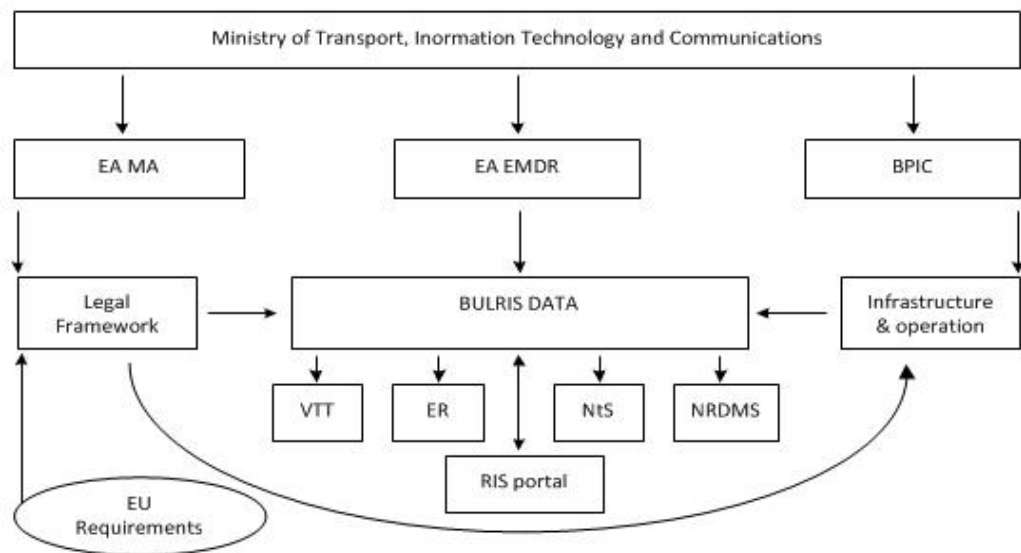 Ministry of Transport, Inormation Technology and Communications
EA MA
EA EMDR
BPIC
Legal
Framework
BULRIS DATA
Infrastructure
& operation
VTT
ER
NtS
NRDMS
RIS portal
EU
Requirements